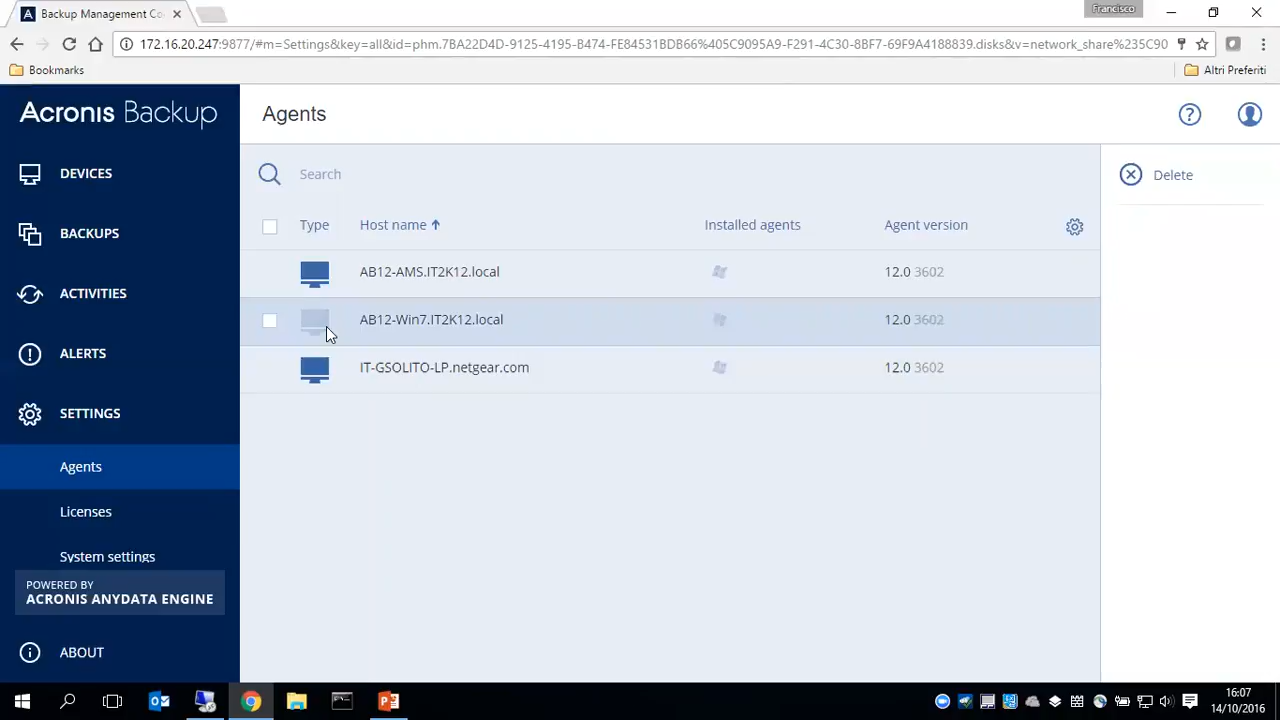 Backup Management Co
Francisco
172.16.20.247:9877/#m=Settings&key=all&id=phm.7BA22D4D-9125-4195-B474-FE84531BDB66%405C9095A9-F291-4C30-8BF7-69F9A4188839.disks&v=network_share%235C90
Bookmarks
Altri Preferiti
Acronis Backup
Agents
DEVICES
Search
Delete
Type
Host name
Installed agents
Agent version
BACKUPS
AB12-AMS.IT2K12.local
12.0 3602
ACTIVITIES
AB12-Win7.IT2K12.local
12.0 3602
ALERTS
IT-GSOLITO-LP.netgear.com
12.0 3602
SETTINGS
Agents
Licenses
System settings
POWERED BY
ACRONIS ANYDATA ENGINE
ABOUT
16:07
14/10/2016